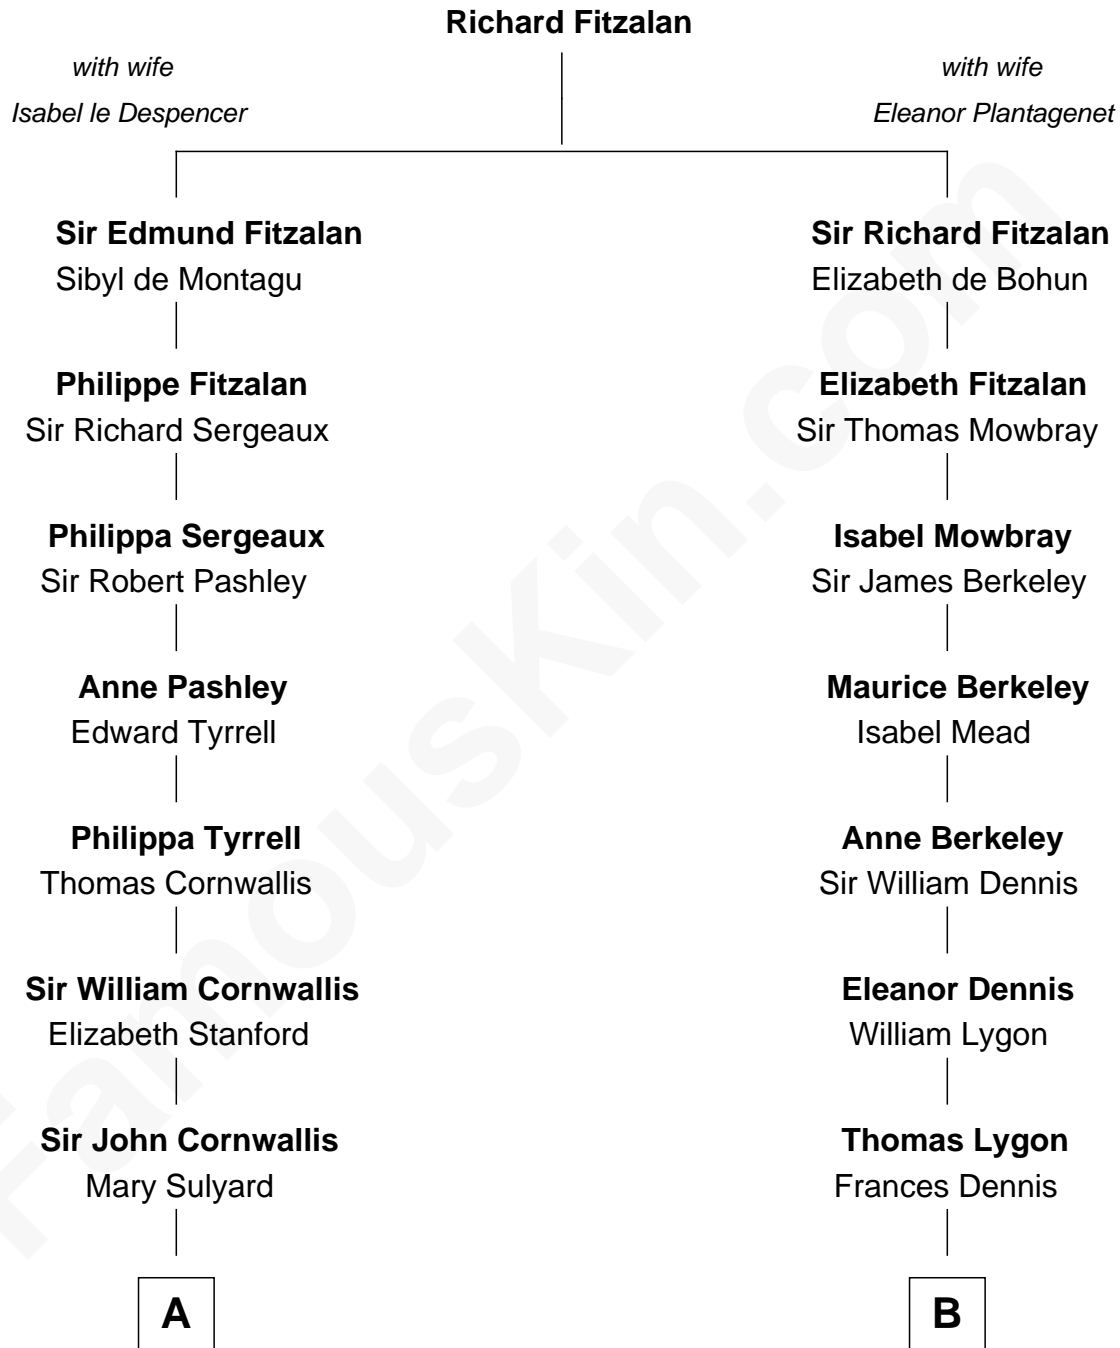 Richard Fitzalan
with wife
Isabel le Despencer
with wife
Eleanor Plantagenet
Sir Edmund Fitzalan
Sibyl de Montagu
Sir Richard Fitzalan
Elizabeth de Bohun
Philippe Fitzalan
Sir Richard Sergeaux
Elizabeth Fitzalan
Sir Thomas Mowbray
Philippa Sergeaux
Sir Robert Pashley
Isabel Mowbray
Sir James Berkeley
Anne Pashley
Edward Tyrrell
Maurice Berkeley
Isabel Mead
Philippa Tyrrell
Thomas Cornwallis
Anne Berkeley
Sir William Dennis
Sir William Cornwallis
Elizabeth Stanford
Eleanor Dennis
William Lygon
Sir John Cornwallis
Mary Sulyard
Thomas Lygon
Frances Dennis
A
B
FamousKin.com